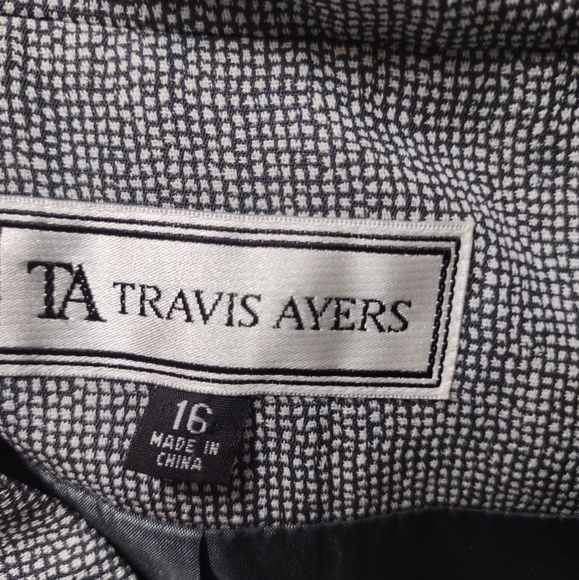 TA TRAVIS AYERS
16
MADE IN
CHINA